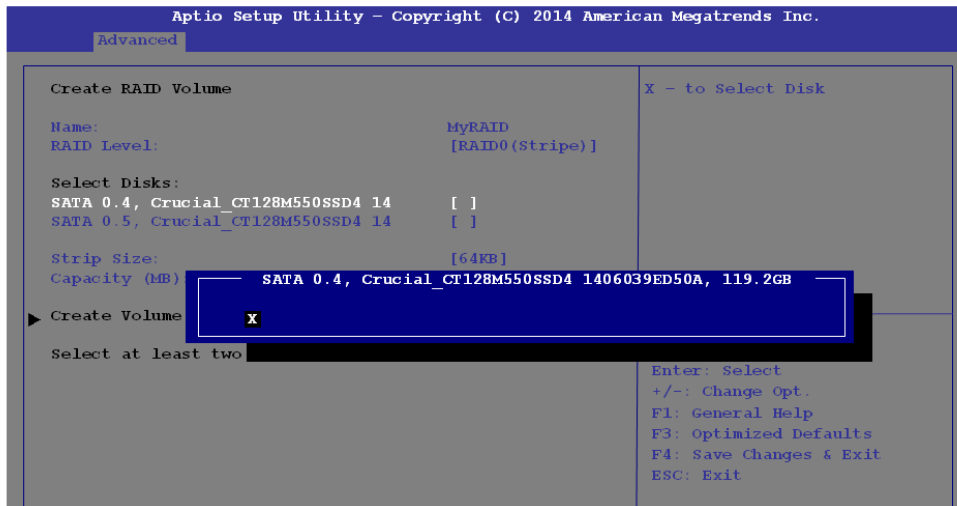 Aptio Setup Utility – Copyright (C) 2014 American Megatrends Inc.
Advanced
Create RAID Volume
X – to Select Disk
Name: MyRAID
RAID Level: [RAID0(Stripe)]
Select Disks:
SATA 0.4, Crucial_CT128M550SSD4 14 [ ]
SATA 0.5, Crucial_CT128M550SSD4 14 [ ]
Strip Size: [64KB]
Capacity (MB):
SATA 0.4, Crucial_CT128M550SSD4 1406039ED50A, 119.2GB
X
Create Volume
Select at least two
Enter: Select
+/-: Change Opt.
F1: General Help
F3: Optimized Defaults
F4: Save Changes & Exit
ESC: Exit